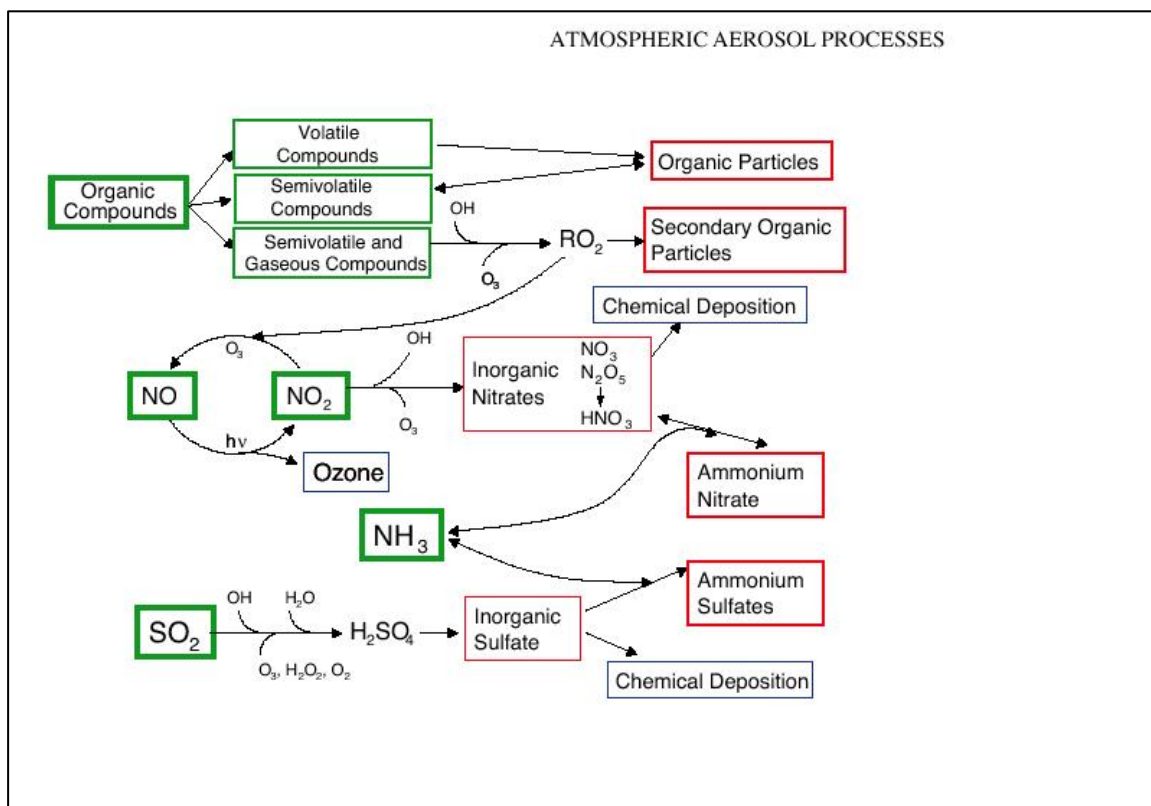 ATMOSPHERIC AEROSOL PROCESSES
Volatile
Compounds
Organic Particles
Organic
Compounds
Semivolatile
Compounds
OH
Semivolatile and
Gaseous Compounds
O₃
RO₂
Secondary Organic
Particles
Chemical Deposition
O₃
OH
NO
NO₂
O₃
Inorganic
Nitrates
NO₃
N₂O₅
HNO₃
hν
Ozone
Ammonium
Nitrate
NH₃
Ammonium
Sulfates
OH
H₂O
SO₂
O₃, H₂O₂, O₂
H₂SO₄
Inorganic
Sulfate
Chemical Deposition